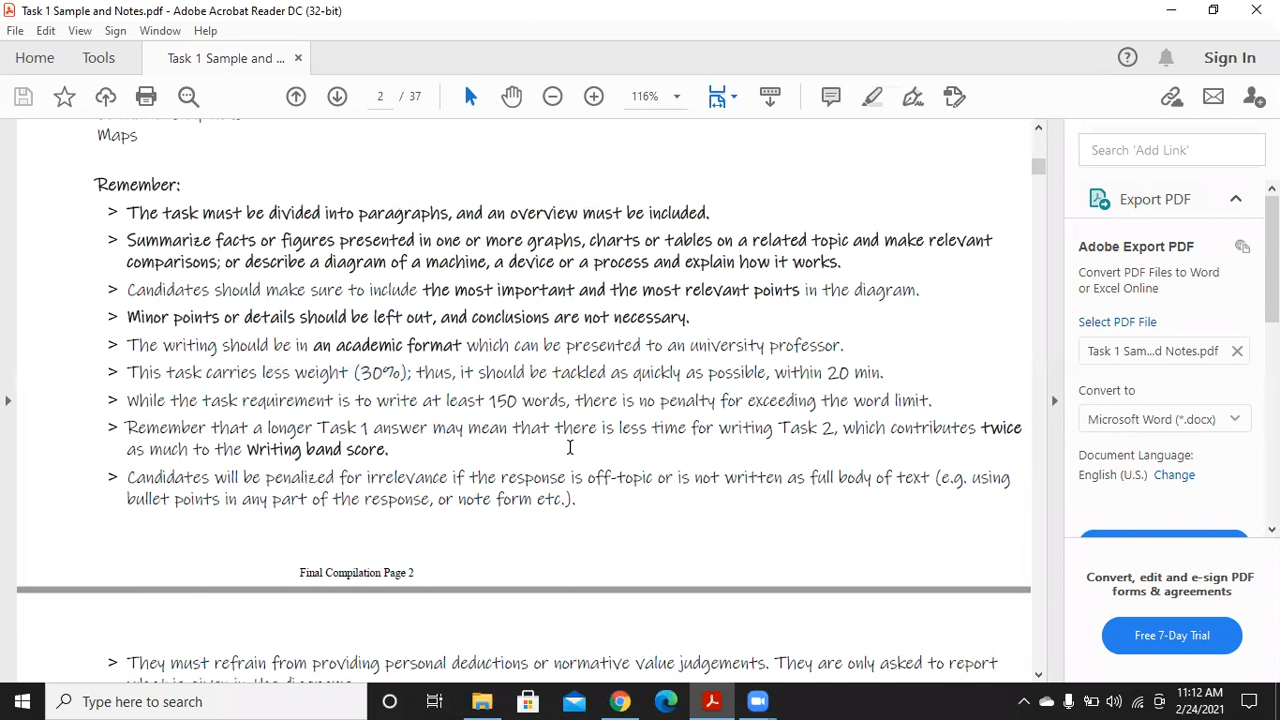 Task 1 Sample and Notes.pdf - Adobe Acrobat Reader DC (32-bit)
File Edit View Sign Window Help
Home Tools Task 1 Sample and ... × Sign In
2 / 37 116%
Maps
Remember:
> The task must be divided into paragraphs, and an overview must be included.
> Summarize facts or figures presented in one or more graphs, charts or tables on a related topic and make relevant
comparisons; or describe a diagram of a machine, a device or a process and explain how it works.
> Candidates should make sure to include the most important and the most relevant points in the diagram.
> Minor points or details should be left out, and conclusions are not necessary.
> The writing should be in an academic format which can be presented to an university professor.
> This task carries less weight (30%); thus, it should be tackled as quickly as possible, within 20 min.
> While the task requirement is to write at least 150 words, there is no penalty for exceeding the word limit.
> Remember that a longer Task 1 answer may mean that there is less time for writing Task 2, which contributes twice
as much to the Writing band score.
> Candidates will be penalized for irrelevance if the response is off-topic or is not written as full body of text (e.g. using
bullet points in any part of the response, or note form etc.).
Final Compilation Page 2
> They must refrain from providing personal deductions or normative value judgements. They are only asked to report
Search 'Add Link'
Export PDF
Adobe Export PDF
Convert PDF Files to Word
or Excel Online
Select PDF File
Task 1 Sam...d Notes.pdf
Convert to
Microsoft Word (*.docx)
Document Language:
English (U.S.) Change
Convert, edit and e-sign PDF
forms & agreements
Free 7-Day Trial
Type here to search
11:12 AM
2/24/2021